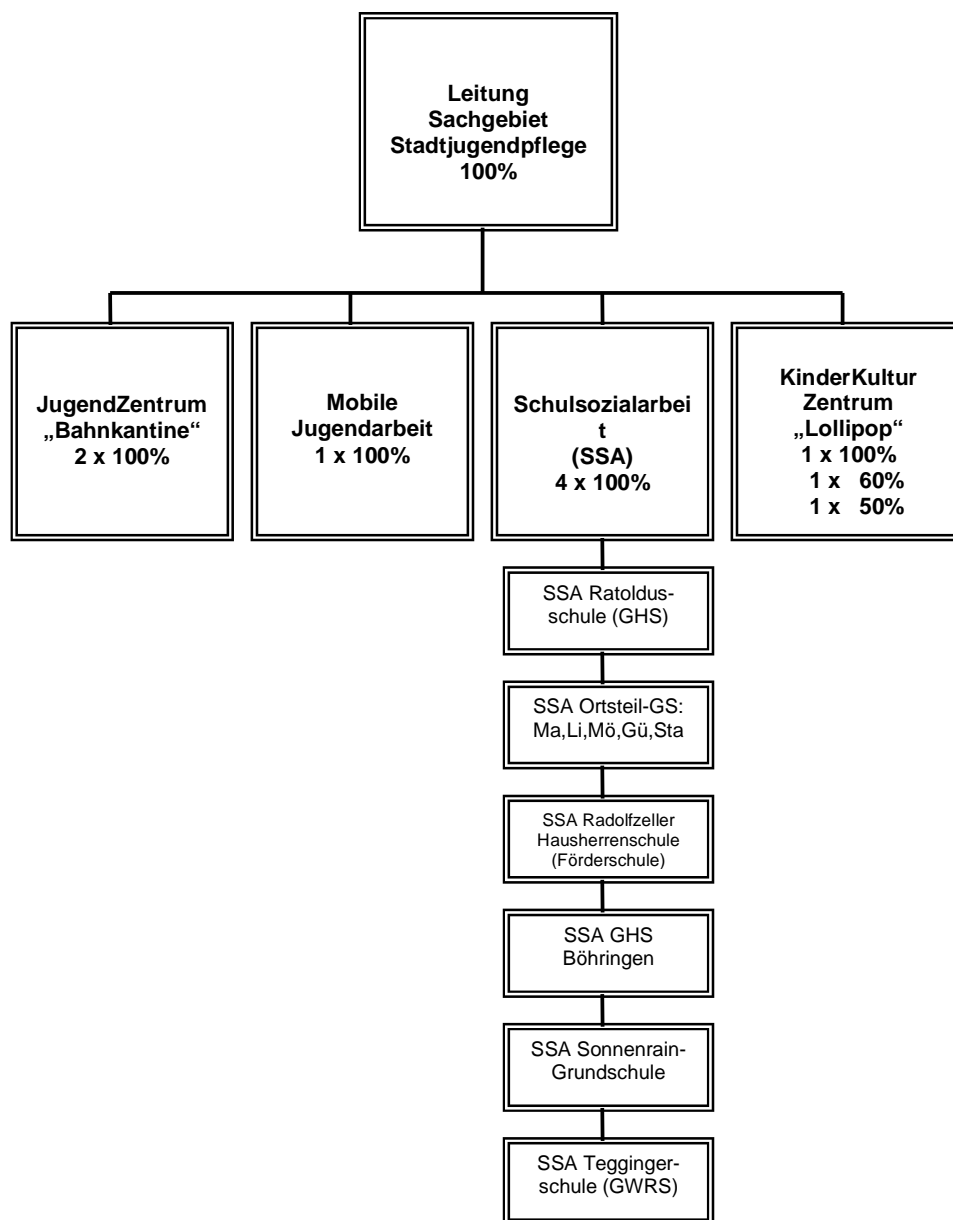 Leitung
Sachgebiet
Stadtjugendpflege
100%
JugendZentrum
„Bahnkantine“
2 x 100%
Mobile
Jugendarbeit
1 x 100%
Schulsozialarbei
t
(SSA)
4 x 100%
KinderKultur
Zentrum
„Lollipop“
1 x 100%
1 x   60%
1 x   50%
SSA Ratoldus-
schule (GHS)
SSA Ortsteil-GS:
Ma,Li,Mö,Gü,Sta
SSA Radolfzeller
Hausherrenschule
(Förderschule)
SSA GHS
Böhringen
SSA Sonnenrain-
Grundschule
SSA Tegginger-
schule (GWRS)